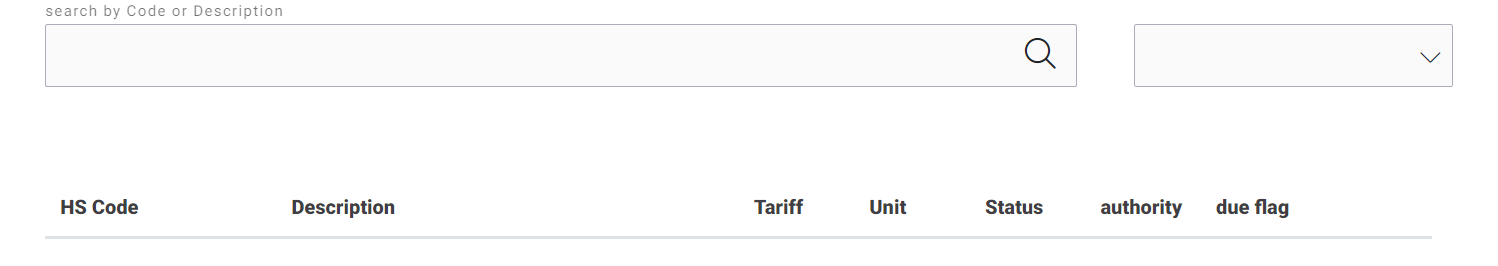 search by Code or Description
HS Code Description Tariff Unit Status authority due flag